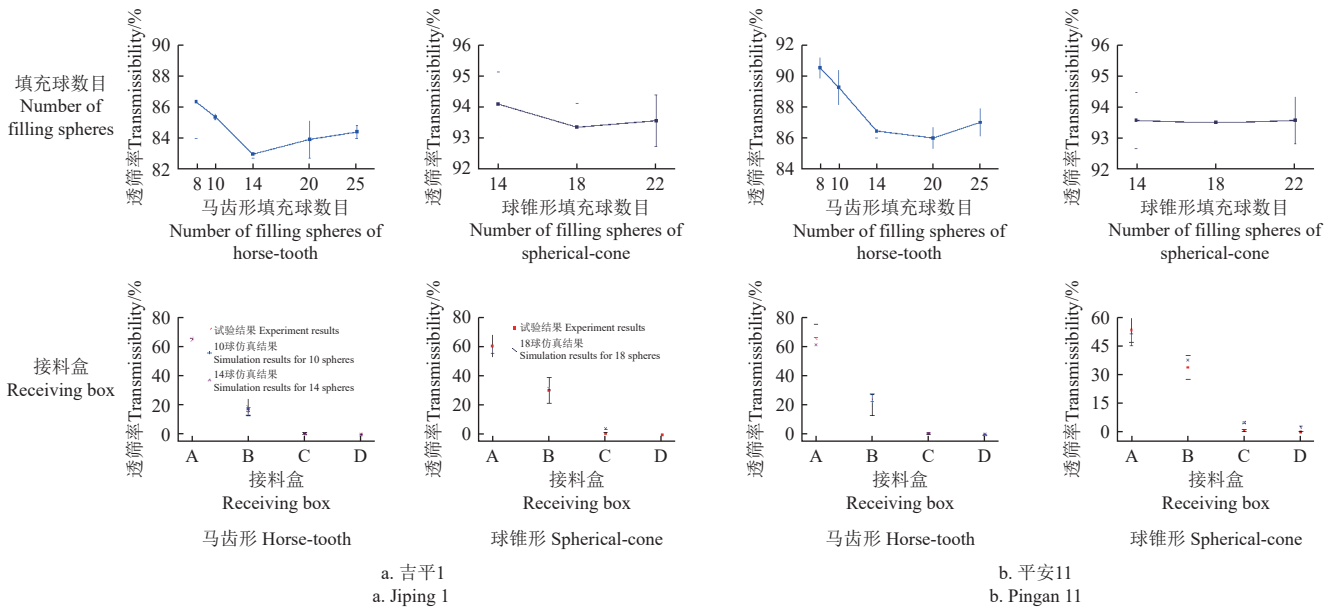 填充球数目
Number of
filling spheres
透筛率Transmissibility/%
90
88
86
84
82
8
10
14
20
25
马齿形填充球数目
Number of filling spheres of
horse-tooth
透筛率Transmissibility/%
96
95
94
93
92
14
18
22
球锥形填充球数目
Number of filling spheres of
spherical-cone
透筛率Transmissibility/%
92
90
88
86
84
8
10
14
20
25
马齿形填充球数目
Number of filling spheres of
horse-tooth
透筛率Transmissibility/%
96
95
94
93
92
14
18
22
球锥形填充球数目
Number of filling spheres of
spherical-cone
接料盒
Receiving box
透筛率Transmissibility/%
80
60
40
20
0
试验结果 Experiment results
10球仿真结果
Simulation results for 10 spheres
14球仿真结果
Simulation results for 14 spheres
A
B
C
D
接料盒
Receiving box
马齿形 Horse-tooth
透筛率Transmissibility/%
80
60
40
20
0
试验结果 Experiment results
18球仿真结果
Simulation results for 18 spheres
A
B
C
D
接料盒
Receiving box
球锥形 Spherical-cone
透筛率Transmissibility/%
80
60
40
20
0
A
B
C
D
接料盒
Receiving box
马齿形 Horse-tooth
透筛率Transmissibility/%
60
45
30
15
0
A
B
C
D
接料盒
Receiving box
球锥形 Spherical-cone
a. 吉平1
a. Jiping 1
b. 平安11
b. Pingan 11